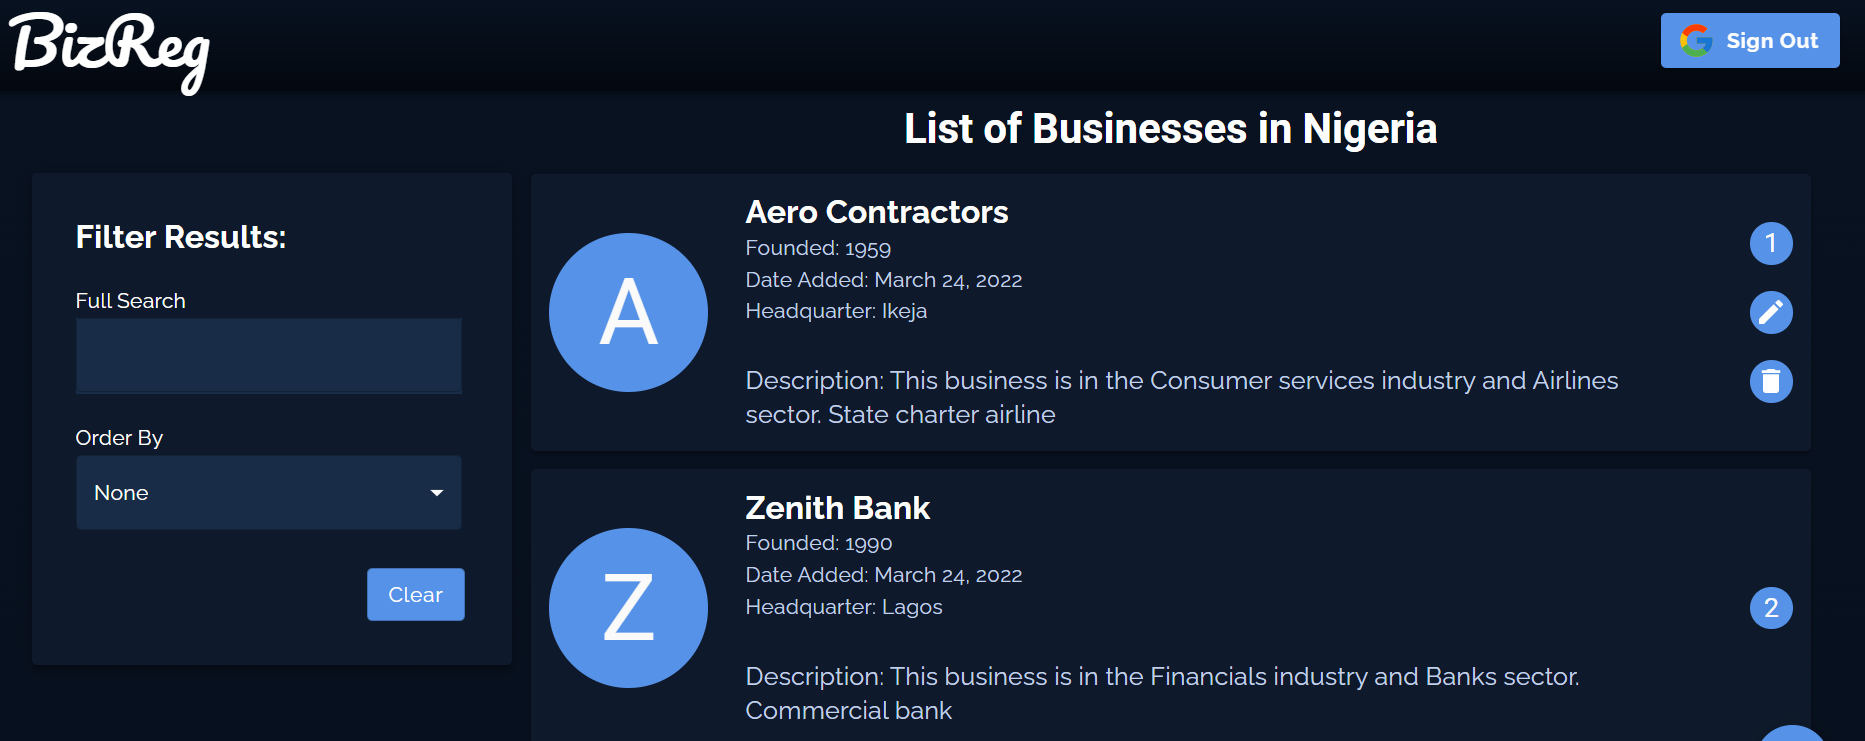 BizReg
Sign Out
List of Businesses in Nigeria
Filter Results:
Full Search
Order By
None
Clear
A
Aero Contractors
Founded: 1959
Date Added: March 24, 2022
Headquarter: Ikeja
Description: This business is in the Consumer services industry and Airlines
sector. State charter airline
1
Z
Zenith Bank
Founded: 1990
Date Added: March 24, 2022
Headquarter: Lagos
Description: This business is in the Financials industry and Banks sector.
Commercial bank
2